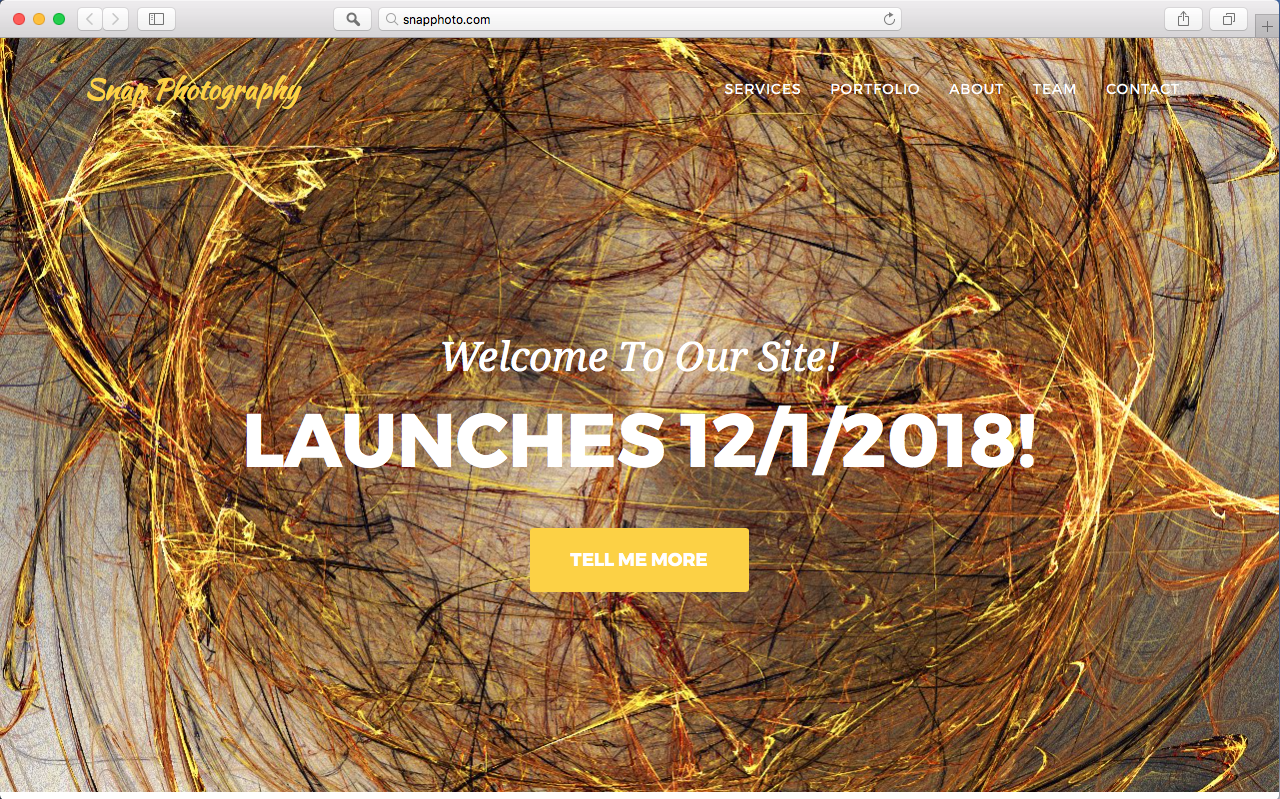 snapphoto.com
Snap Photography
SERVICES PORTFOLIO ABOUT TEAM CONTACT
Welcome To Our Site!
LAUNCHES 12/1/2018!
TELL ME MORE